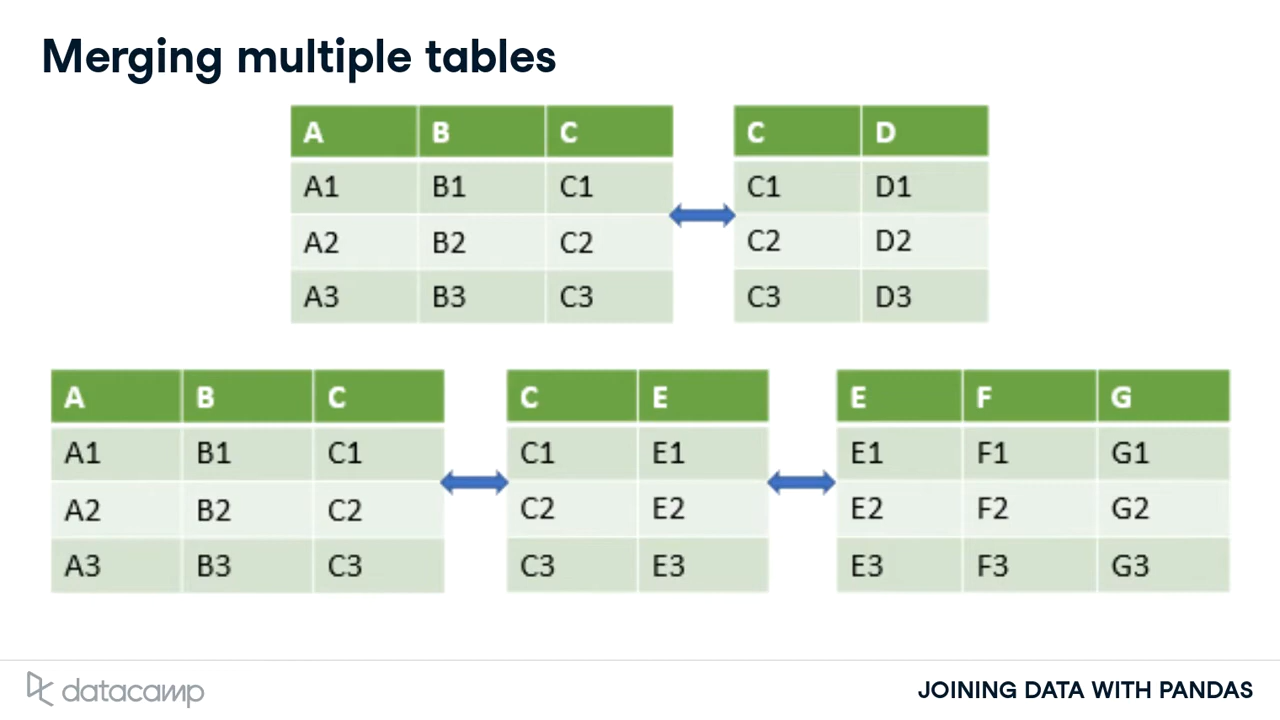 Merging multiple tables
A B C C D
A1 B1 C1 C1 D1
A2 B2 C2 C2 D2
A3 B3 C3 C3 D3
A B C C E E F G
A1 B1 C1 C1 E1 E1 F1 G1
A2 B2 C2 C2 E2 E2 F2 G2
A3 B3 C3 C3 E3 E3 F3 G3
datacamp JOINING DATA WITH PANDAS